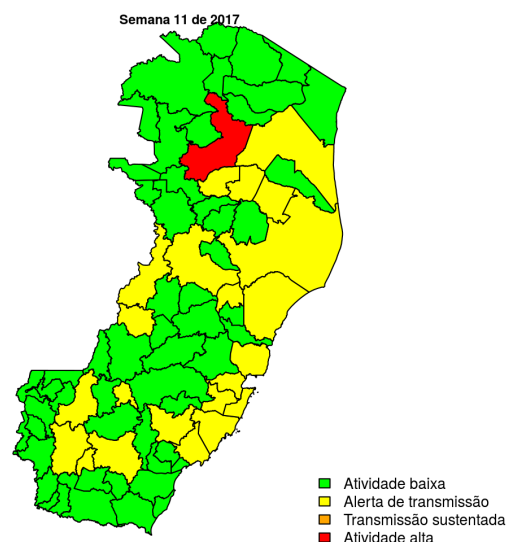 Semana 11 de 2017
Atividade baixa
Alerta de transmissão
Transmissão sustentada
Atividade alta